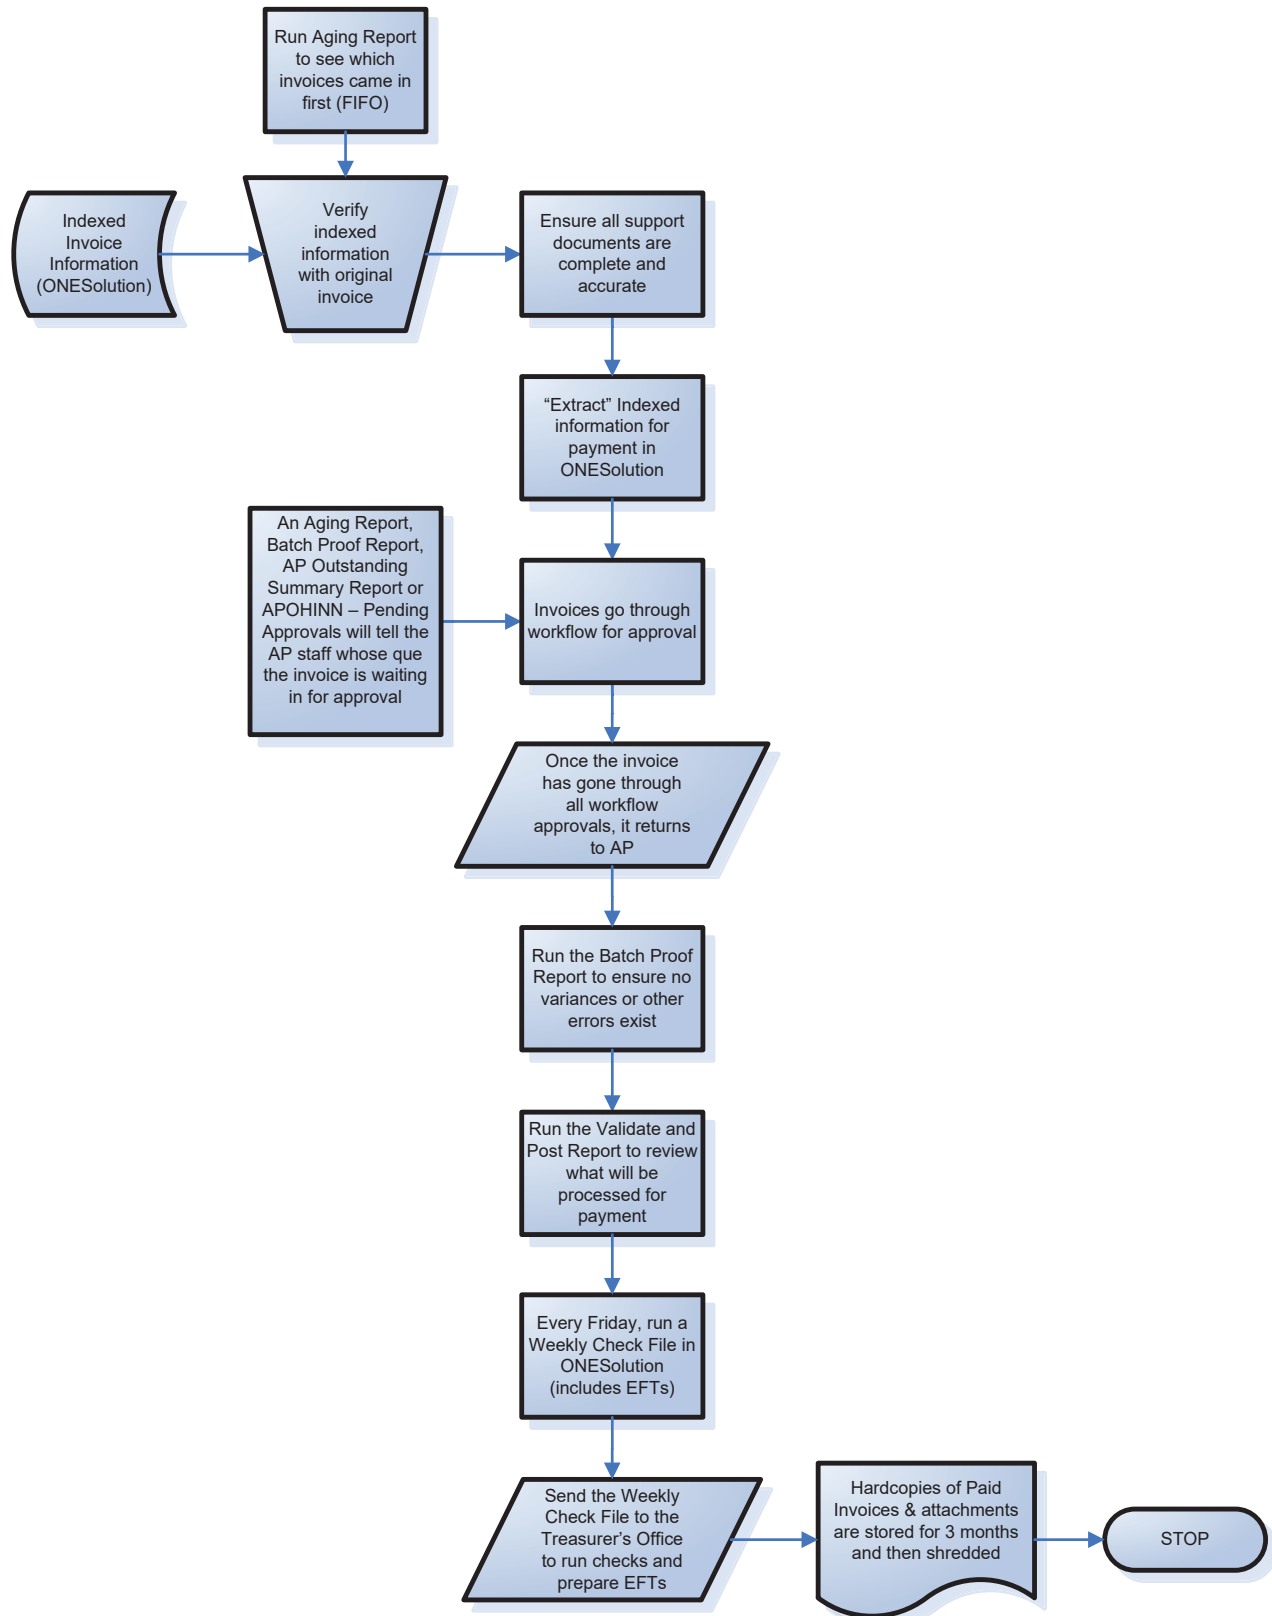 Run Aging Report
to see which
invoices came in
first (FIFO)
Indexed
Invoice
Information
(ONESolution)
Verify
indexed
information
with original
invoice
Ensure all support
documents are
complete and
accurate
“Extract” Indexed
information for
payment in
ONESolution
An Aging Report,
Batch Proof Report,
AP Outstanding
Summary Report or
APOHINN – Pending
Approvals will tell the
AP staff whose que
the invoice is waiting
in for approval
Invoices go through
workflow for approval
Once the invoice
has gone through
all workflow
approvals, it returns
to AP
Run the Batch Proof
Report to ensure no
variances or other
errors exist
Run the Validate and
Post Report to review
what will be
processed for
payment
Every Friday, run a
Weekly Check File in
ONESolution
(includes EFTs)
Send the Weekly
Check File to the
Treasurer’s Office
to run checks and
prepare EFTs
Hardcopies of Paid
Invoices & attachments
are stored for 3 months
and then shredded
STOP